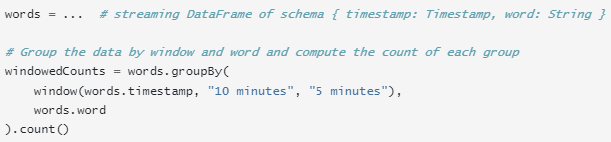 words = ...  # streaming DataFrame of schema { timestamp: Timestamp, word: String }

# Group the data by window and word and compute the count of each group
windowedCounts = words.groupBy(
    window(words.timestamp, "10 minutes", "5 minutes"),
    words.word
).count()